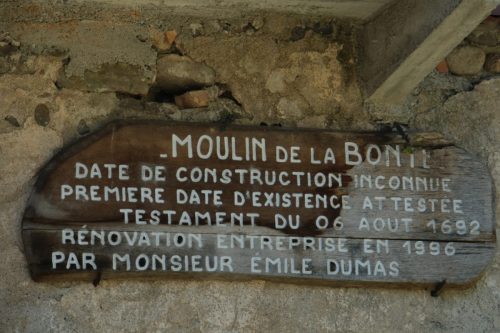 - MOULIN DE LA BONTE
DATE DE CONSTRUCTION INCONNUE
PREMIERE DATE D'EXISTENCE ATTESTÉE
TESTAMENT DU 06 AOUT 1692
RÉNOVATION ENTREPRISE EN 1996
PAR MONSIEUR ÉMILE DUMAS